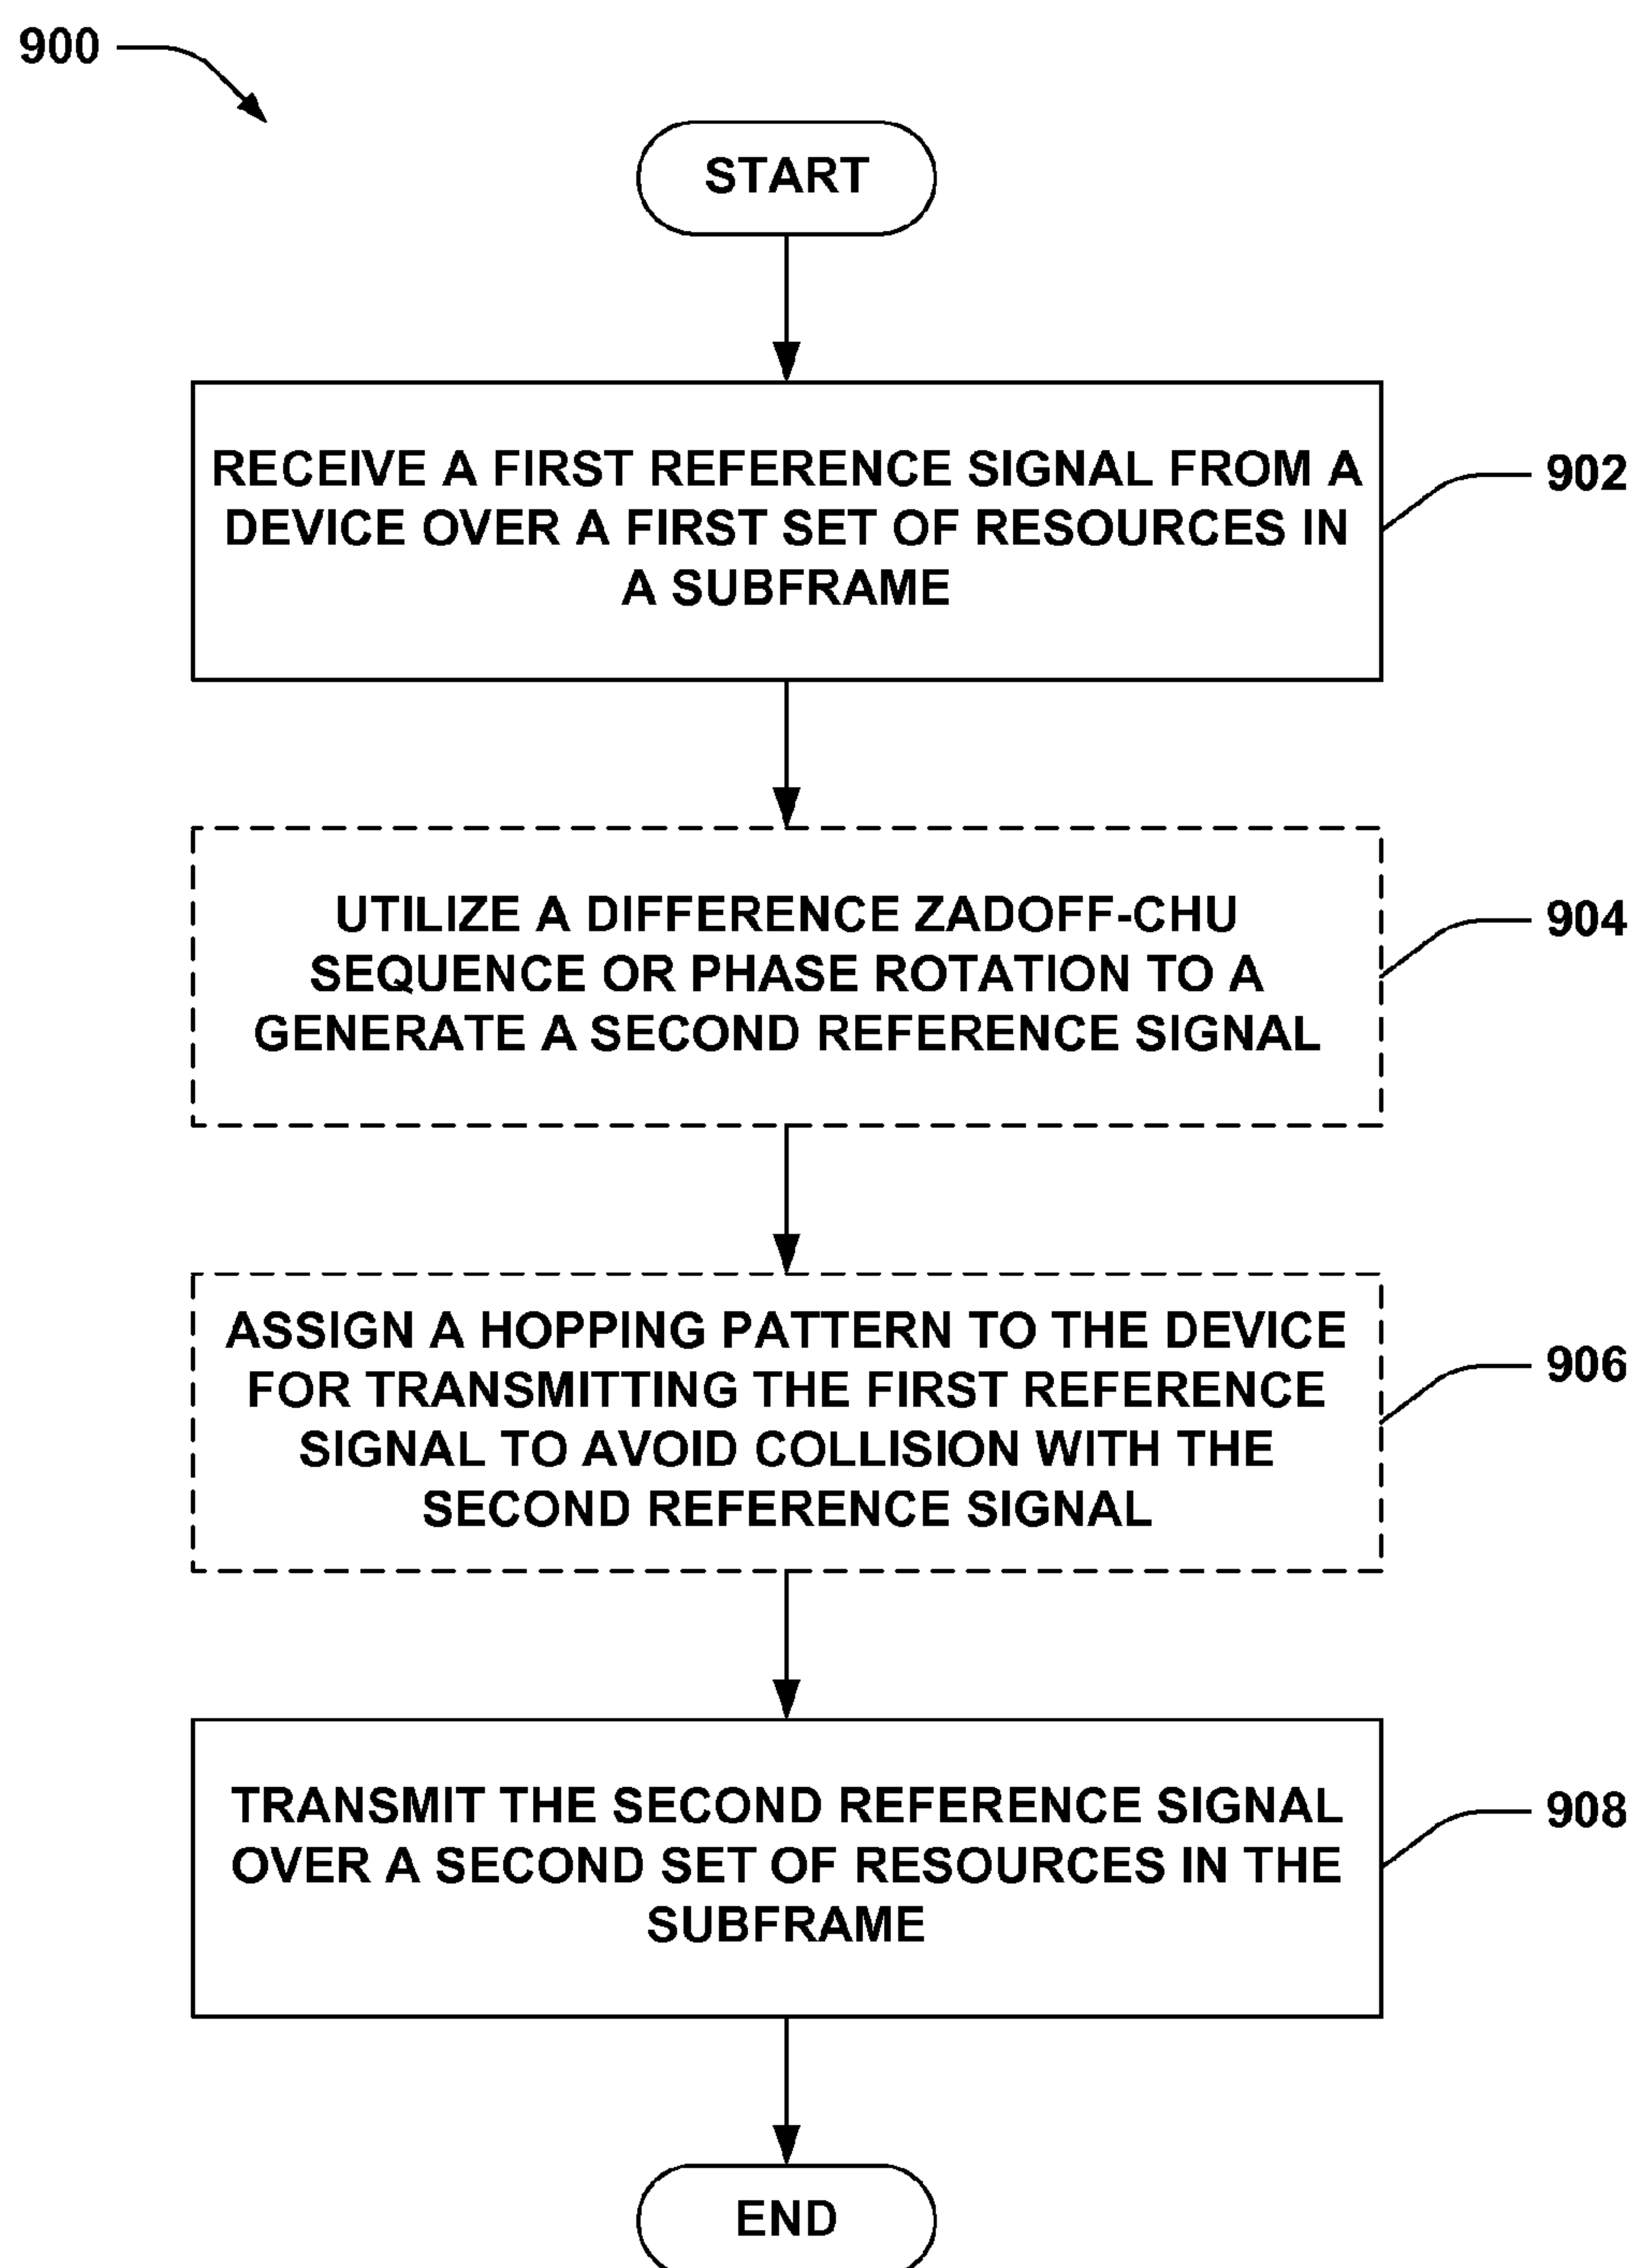 900
START
RECEIVE A FIRST REFERENCE SIGNAL FROM A
DEVICE OVER A FIRST SET OF RESOURCES IN
A SUBFRAME
902
UTILIZE A DIFFERENCE ZADOFF-CHU
SEQUENCE OR PHASE ROTATION TO A
GENERATE A SECOND REFERENCE SIGNAL
904
ASSIGN A HOPPING PATTERN TO THE DEVICE
FOR TRANSMITTING THE FIRST REFERENCE
SIGNAL TO AVOID COLLISION WITH THE
SECOND REFERENCE SIGNAL
906
TRANSMIT THE SECOND REFERENCE SIGNAL
OVER A SECOND SET OF RESOURCES IN THE
SUBFRAME
908
END